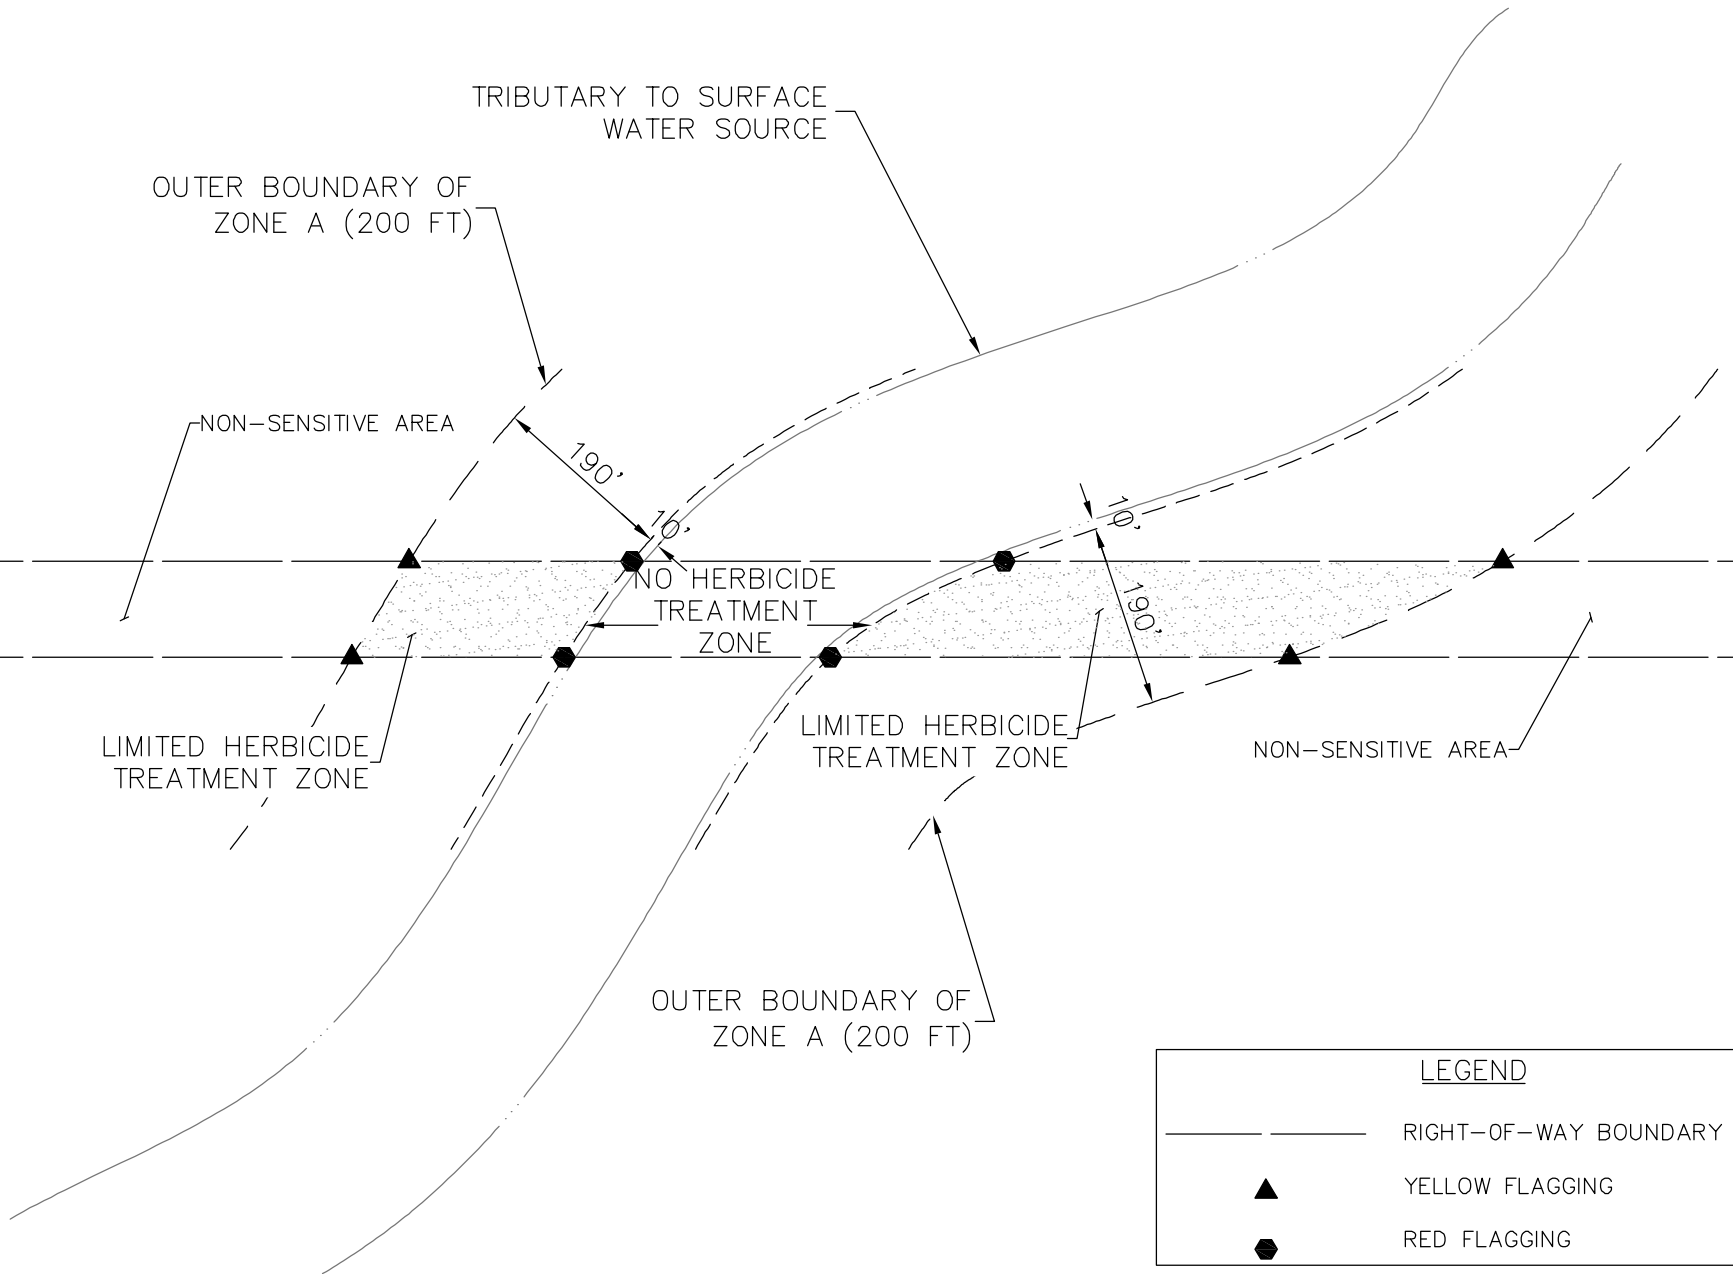 TRIBUTARY TO SURFACE
WATER SOURCE
OUTER BOUNDARY OF
ZONE A (200 FT)
NON-SENSITIVE AREA
190'
10'
10'
NO HERBICIDE
TREATMENT
ZONE
190'
LIMITED HERBICIDE
TREATMENT ZONE
LIMITED HERBICIDE
TREATMENT ZONE
NON-SENSITIVE AREA
OUTER BOUNDARY OF
ZONE A (200 FT)
LEGEND
RIGHT-OF-WAY BOUNDARY
YELLOW FLAGGING
RED FLAGGING